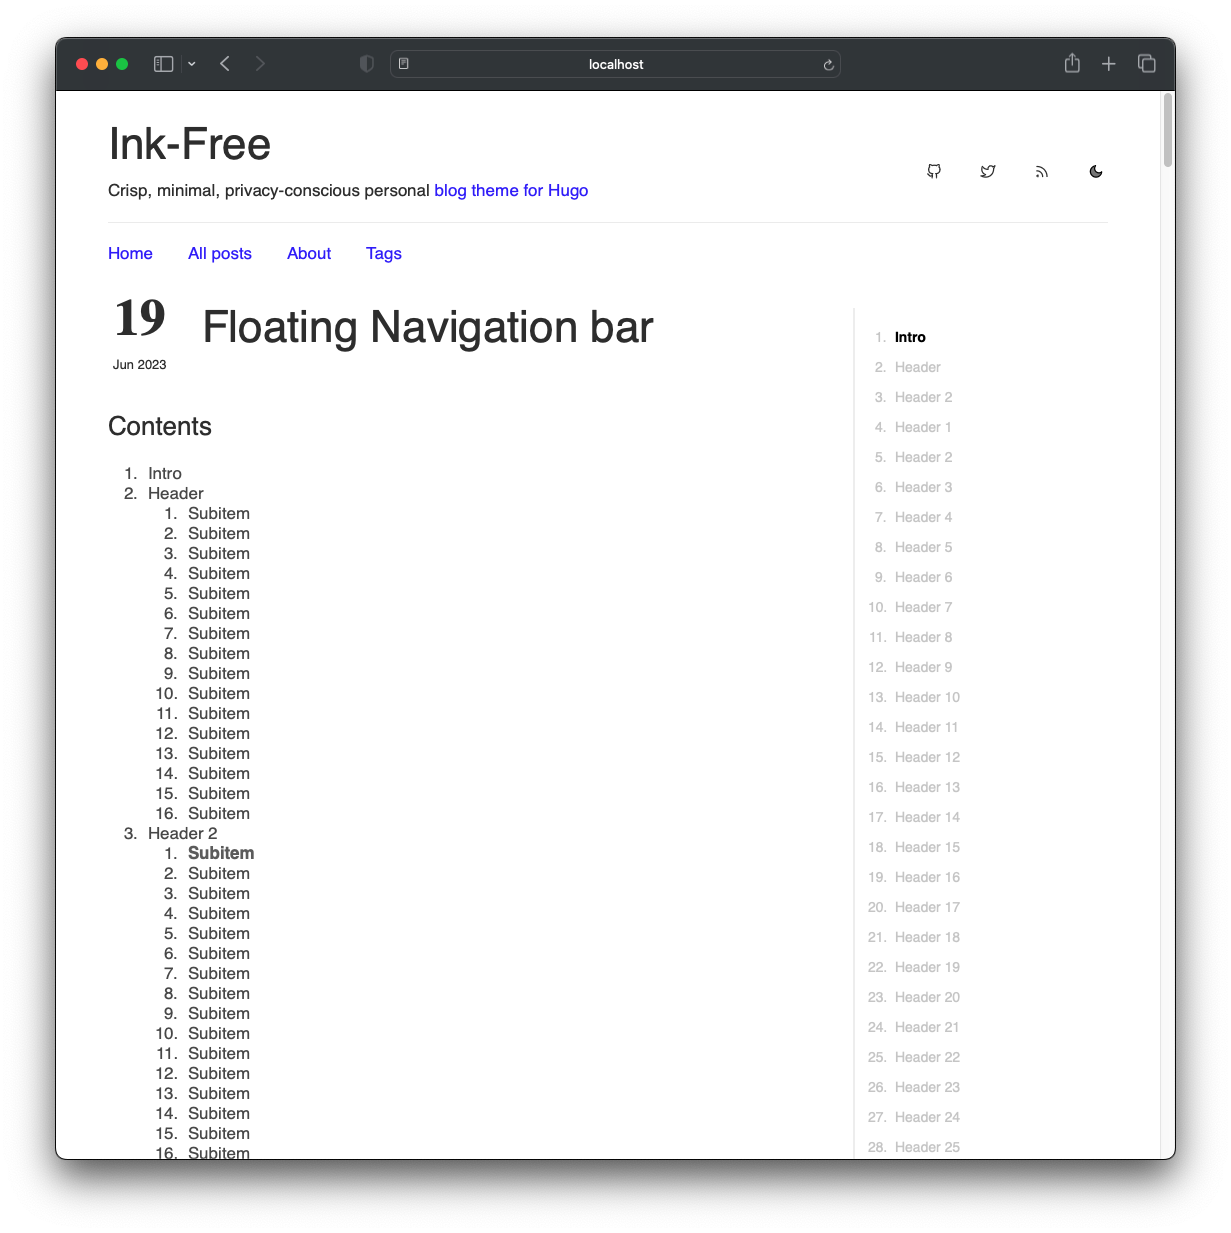 localhost
Ink-Free
Crisp, minimal, privacy-conscious personal blog theme for Hugo
Home All posts About Tags
19
Jun 2023
Floating Navigation bar
Contents
1. Intro
2. Header
1. Subitem
2. Subitem
3. Subitem
4. Subitem
5. Subitem
6. Subitem
7. Subitem
8. Subitem
9. Subitem
10. Subitem
11. Subitem
12. Subitem
13. Subitem
14. Subitem
15. Subitem
16. Subitem
3. Header 2
1. Subitem
2. Subitem
3. Subitem
4. Subitem
5. Subitem
6. Subitem
7. Subitem
8. Subitem
9. Subitem
10. Subitem
11. Subitem
12. Subitem
13. Subitem
14. Subitem
15. Subitem
16. Subitem
1. Intro
2. Header
3. Header 2
4. Header 1
5. Header 2
6. Header 3
7. Header 4
8. Header 5
9. Header 6
10. Header 7
11. Header 8
12. Header 9
13. Header 10
14. Header 11
15. Header 12
16. Header 13
17. Header 14
18. Header 15
19. Header 16
20. Header 17
21. Header 18
22. Header 19
23. Header 20
24. Header 21
25. Header 22
26. Header 23
27. Header 24
28. Header 25